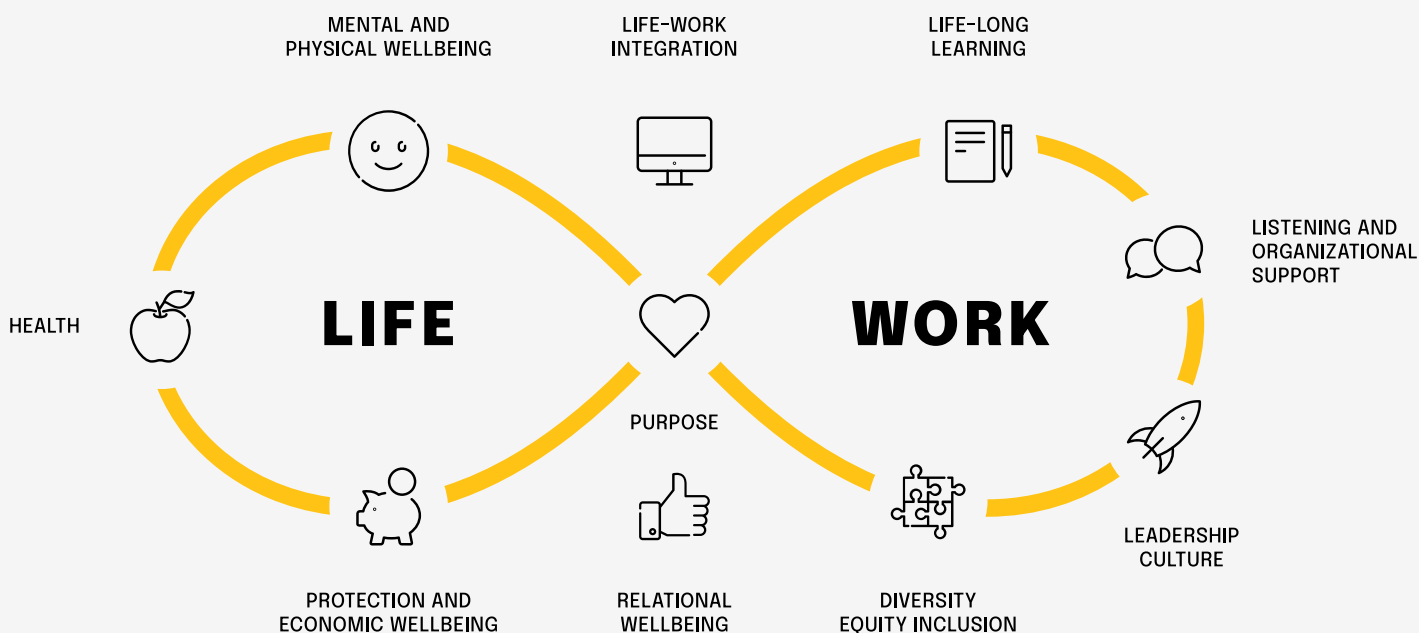 MENTAL AND
PHYSICAL WELLBEING
LIFE-WORK
INTEGRATION
LIFE-LONG
LEARNING
LISTENING AND
ORGANIZATIONAL
SUPPORT
HEALTH
LIFE
WORK
PURPOSE
LEADERSHIP
CULTURE
PROTECTION AND
ECONOMIC WELLBEING
RELATIONAL
WELLBEING
DIVERSITY
EQUITY INCLUSION